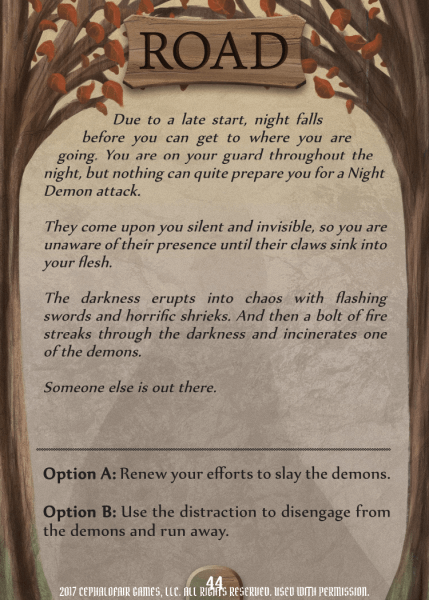 ROAD
Due to a late start, night falls
before you can get to where you are
going. You are on your guard throughout the
night, but nothing can quite prepare you for a Night
Demon attack.
They come upon you silent and invisible, so you are
unaware of their presence until their claws sink into
your flesh.
The darkness erupts into chaos with flashing
swords and horrific shrieks. And then a bolt of fire
streaks through the darkness and incinerates one
of the demons.
Someone else is out there.
Option A: Renew your efforts to slay the demons.
Option B: Use the distraction to disengage from
the demons and run away.
44
2017 CEPHALOFAIR GAMES, LLC. ALL RIGHTS RESERVED. USED WITH PERMISSION.